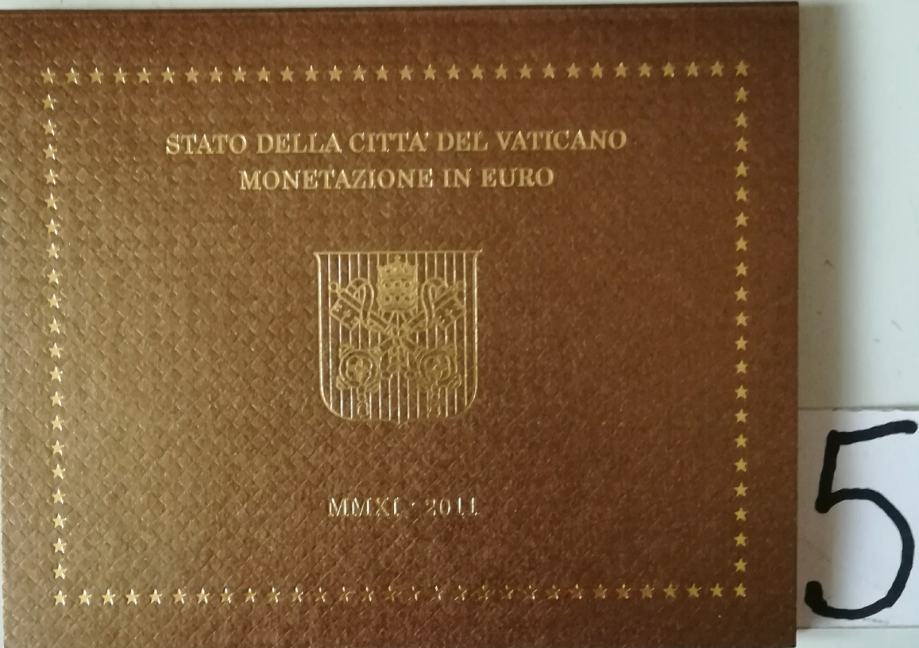 STATO DELLA CITTA' DEL VATICANO
MONETAZIONE IN EURO
MMXI · 2011
5